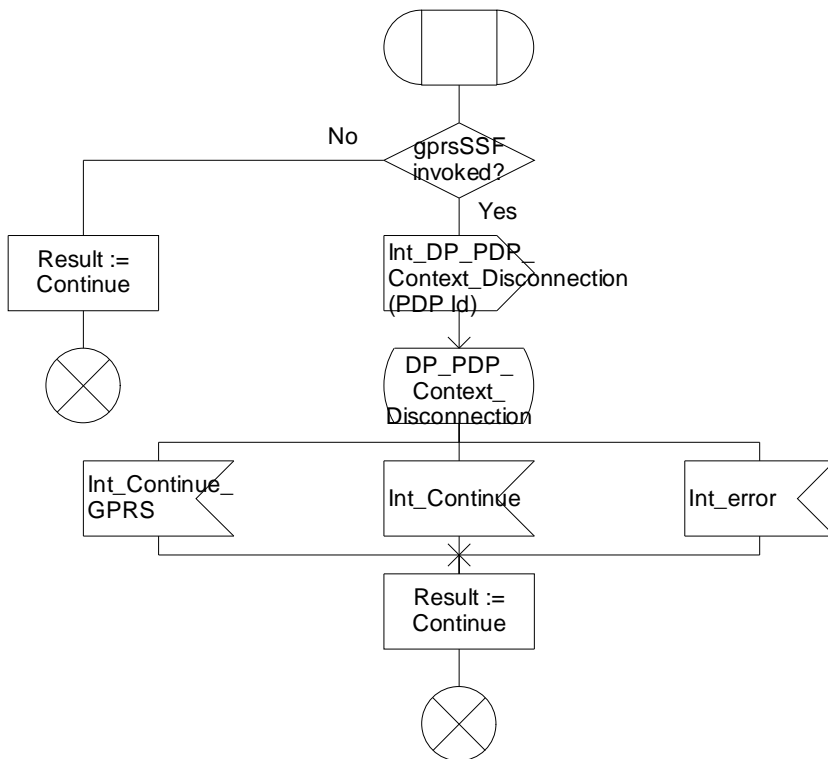 No
gprsSSF
invoked?
Yes
Result :=
Continue
Int_DP_PDP_
Context_Disconnection
(PDP Id)
DP_PDP_
Context_
Disconnection
Int_Continue_
GPRS
Int_Continue
Int_error
Result :=
Continue